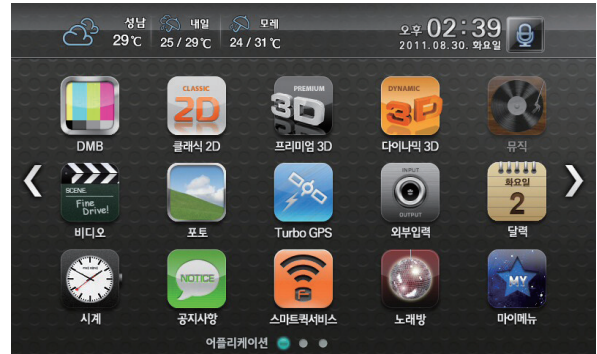 성남 내일 모레
29℃ 25 / 29℃ 24 / 31℃
오후 02:39
2011.08.30. 화요일
CLASSIC 2D
PREMIUM 3D
DYNAMIC 3D
DMB 클래식 2D 프리미엄 3D 다이나믹 3D 뮤직
SCENE.
Fine Drive!
INPUT
OUTPUT
화요일
2
비디오 포토 Turbo GPS 외부입력 달력
NOTICE
MY
시계 공지사항 스마트퀵서비스 노래방 마이메뉴
어플리케이션